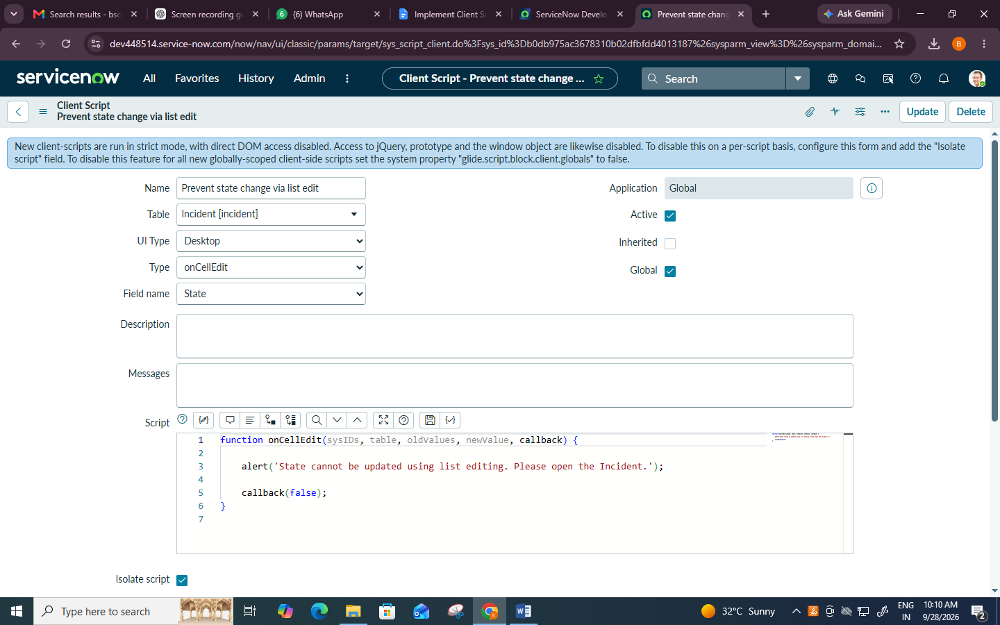 Search results - bsc
Screen recording gu
6
(6) WhatsApp
Implement Client S
ServiceNow Develo
Prevent state chang
Ask Gemini
dev448514.service-now.com/now/nav/ui/classic/params/target/sys_script_client.do%3Fsys_id%3Db0db975ac3678310b02dfbfdd4013187%26sysparm_view%3D%26sysparm_domai...
B
servicenow
All
Favorites
History
Admin
Client Script - Prevent state change ...
Search
Client Script
Prevent state change via list edit
Update
Delete
New client-scripts are run in strict mode, with direct DOM access disabled. Access to jQuery, prototype and the window object are likewise disabled. To disable this on a per-script basis, configure this form and add the "Isolate
script" field. To disable this feature for all new globally-scoped client-side scripts set the system property "glide.script.block.client.globals" to false.
Name
Prevent state change via list edit
Application
Global
Table
Incident [incident]
Active
UI Type
Desktop
Inherited
Type
onCellEdit
Global
Field name
State
Description
Messages
Script
1 function onCellEdit(sysIDs, table, oldValues, newValue, callback) {
2
3 alert('State cannot be updated using list editing. Please open the Incident.');
4
5 callback(false);
6 }
7
Isolate script
Type here to search
32°C Sunny
ENG
IN
10:10 AM
9/28/2026
2